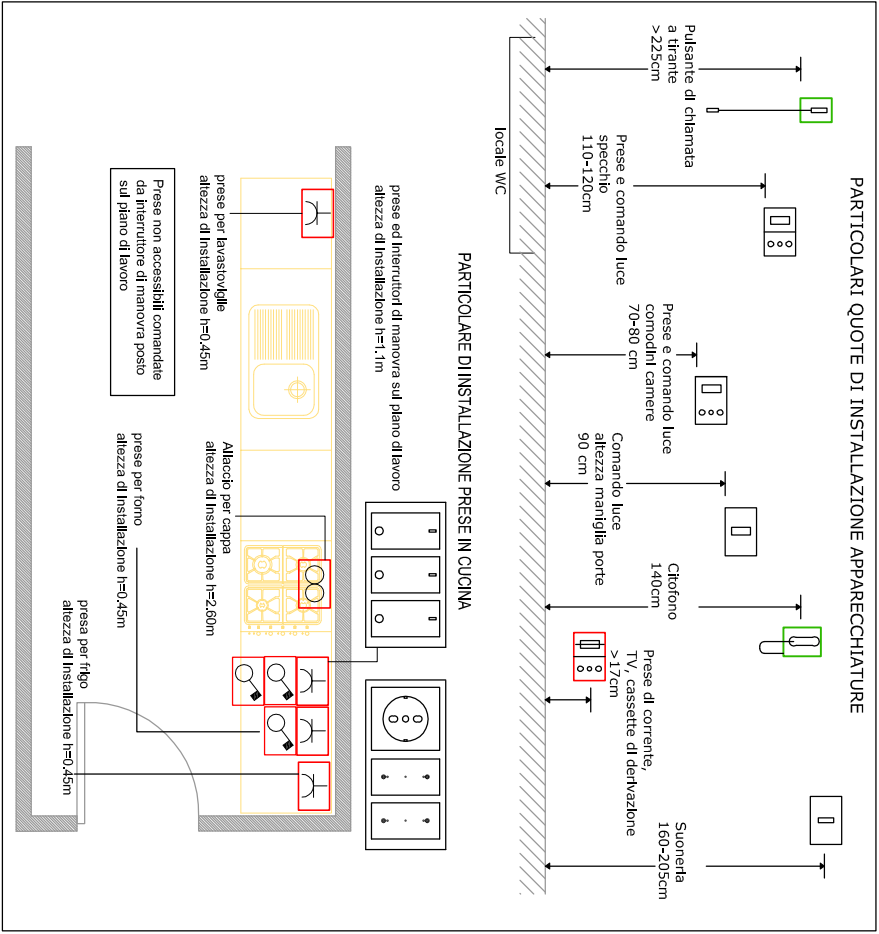 PARTICOLARI QUOTE DI INSTALLAZIONE APPARECCHIATURE
Pulsante di chiamata
a tirante
>225cm
Prese e comando luce
specchio
110-120cm
Prese e comando luce
comodini camere
70-80 cm
Comando luce
altezza maniglia porte
90 cm
Citofono
140cm
Prese di corrente,
TV, cassette di derivazione
>17cm
Suoneria
160-205cm
locale WC
PARTICOLARE DI INSTALLAZIONE PRESE IN CUCINA
prese ed interruttori di manovra sul piano di lavoro
altezza di installazione h=1.1m
prese per lavastoviglie
altezza di installazione h=0.45m
Allaccio per cappa
altezza di installazione h=2.60m
Prese non accessibili comandate
da interruttore di manovra posto
sul piano di lavoro
prese per forno
altezza di installazione h=0.45m
presa per frigo
altezza di installazione h=0.45m